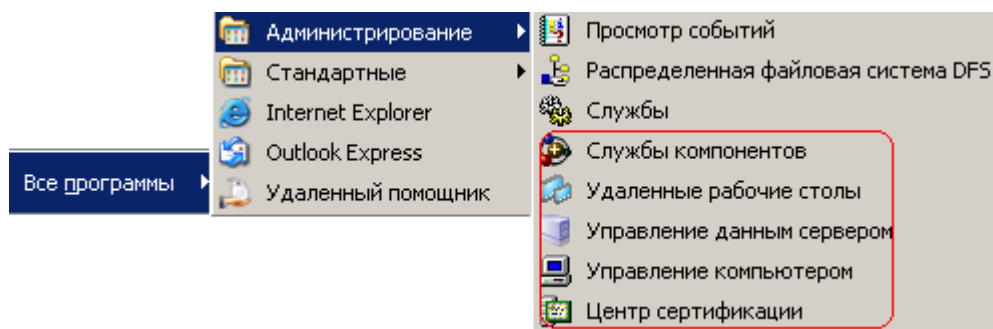 Все программы
Администрирование
Стандартные
Internet Explorer
Outlook Express
Удаленный помощник
Просмотр событий
Распределенная файловая система DFS
Службы
Службы компонентов
Удаленные рабочие столы
Управление данным сервером
Управление компьютером
Центр сертификации